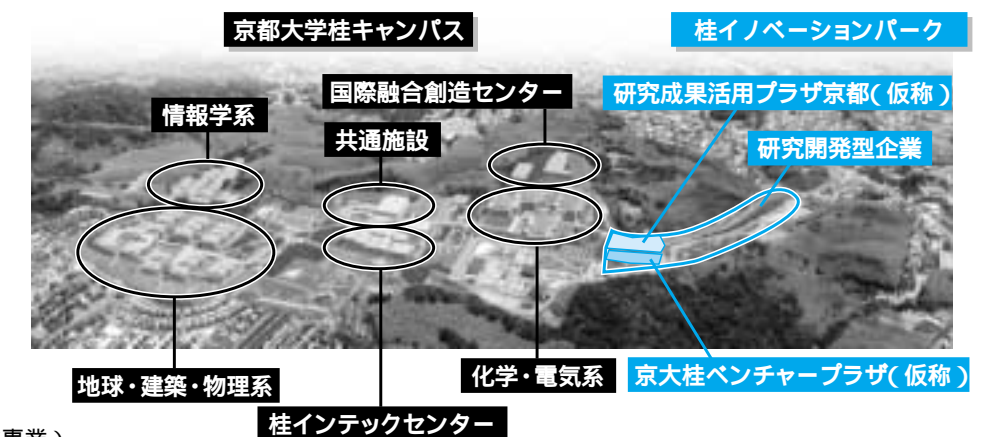 京都大学桂キャンパス
桂イノベーションパーク
国際融合創造センター
研究成果活用プラザ京都(仮称)
情報学系
共通施設
研究開発型企業
地球・建築・物理系
化学・電気系
京大桂ベンチャープラザ(仮称)
桂インテックセンター
事業)